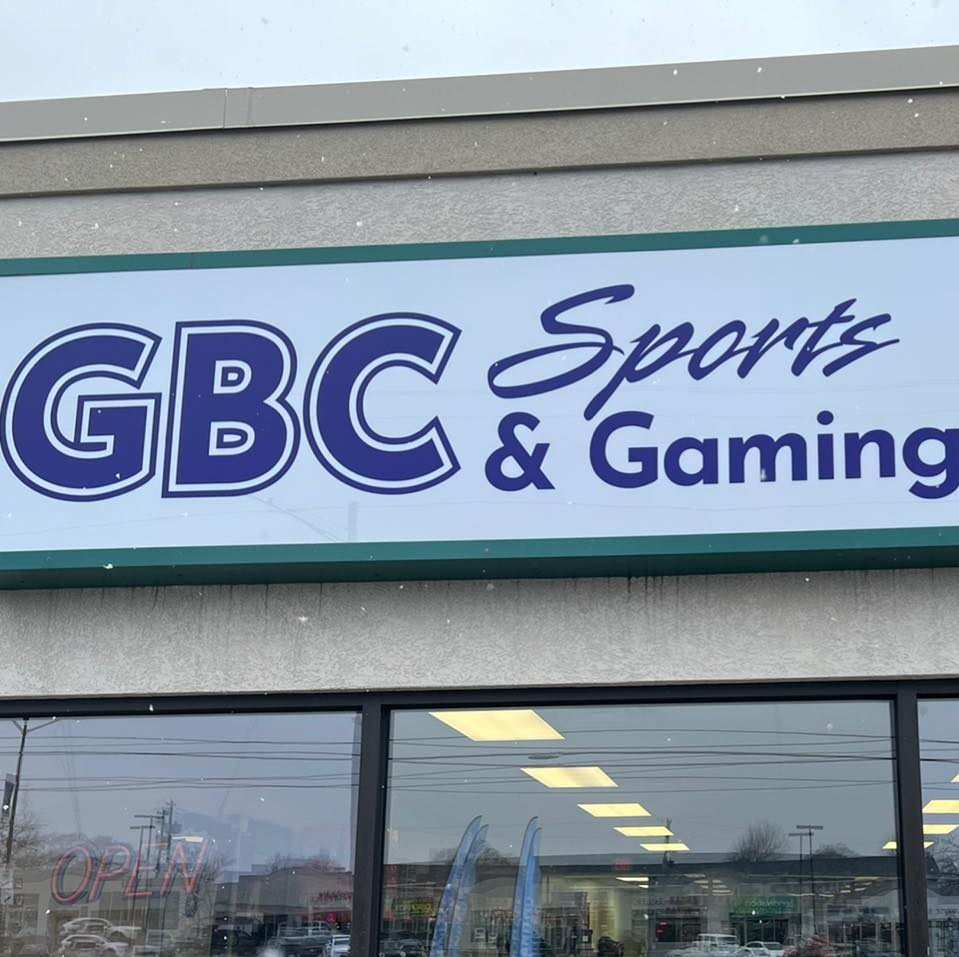 GBC Sports
& Gaming
OPEN